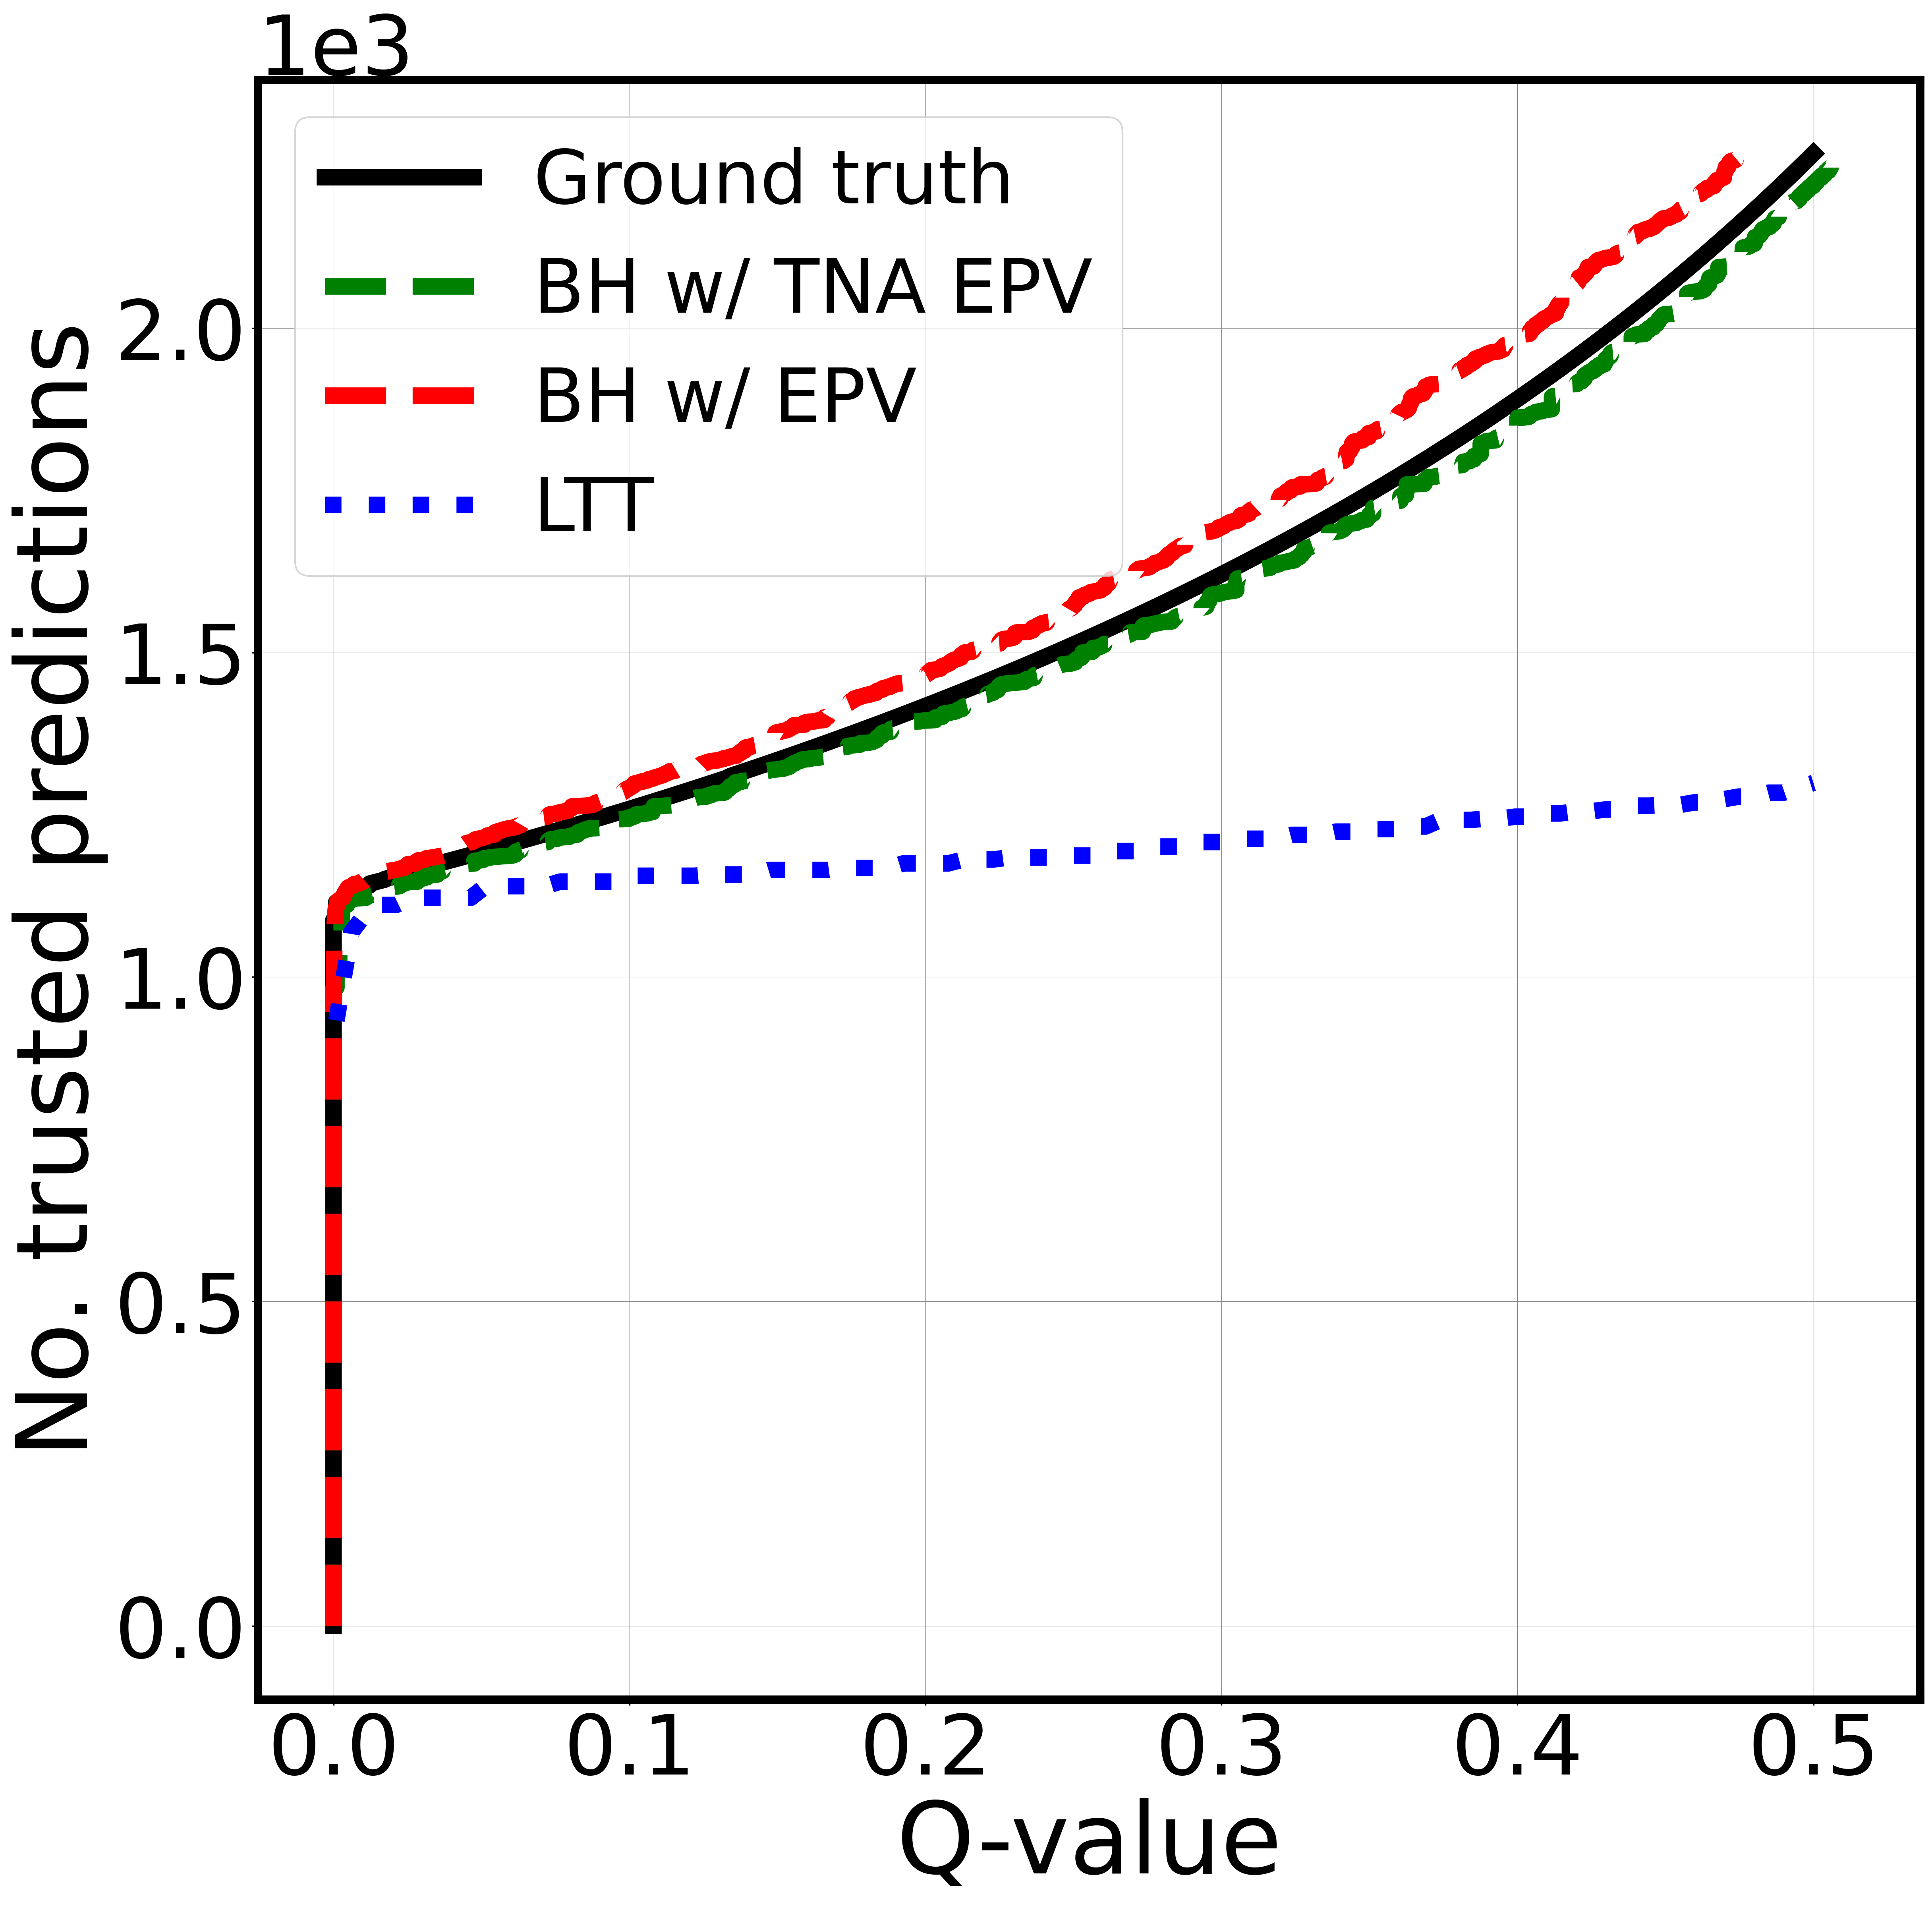 1e3
Ground truth
BH w/ TNA EPV
BH w/ EPV
LTT
No. trusted predictions
2.0
1.5
1.0
0.5
0.0
0.0 0.1 0.2 0.3 0.4 0.5
Q-value